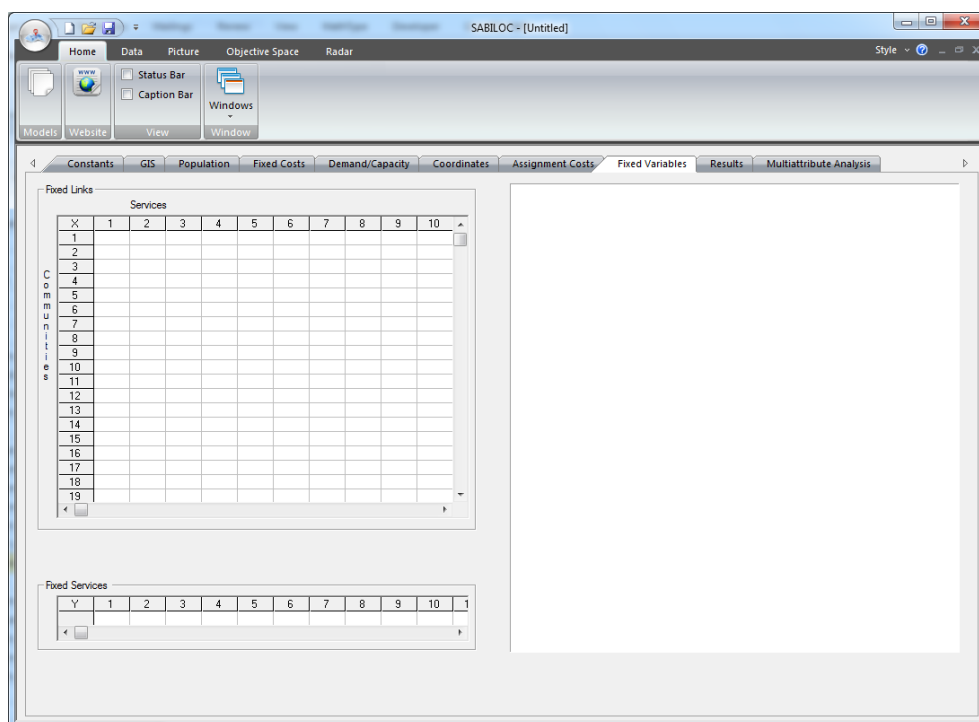 SABILOC - [Untitled]
Home Data Picture Objective Space Radar Style
WWW
Status Bar
Caption Bar
Windows
Models Website View Window
Constants GIS Population Fixed Costs Demand/Capacity Coordinates Assignment Costs Fixed Variables Results Multiattribute Analysis
Fixed Links
Services
X 1 2 3 4 5 6 7 8 9 10
1
2
3
4
5
6
7
8
9
10
11
12
13
14
15
16
17
18
19
Communities
Fixed Services
Y 1 2 3 4 5 6 7 8 9 10 1